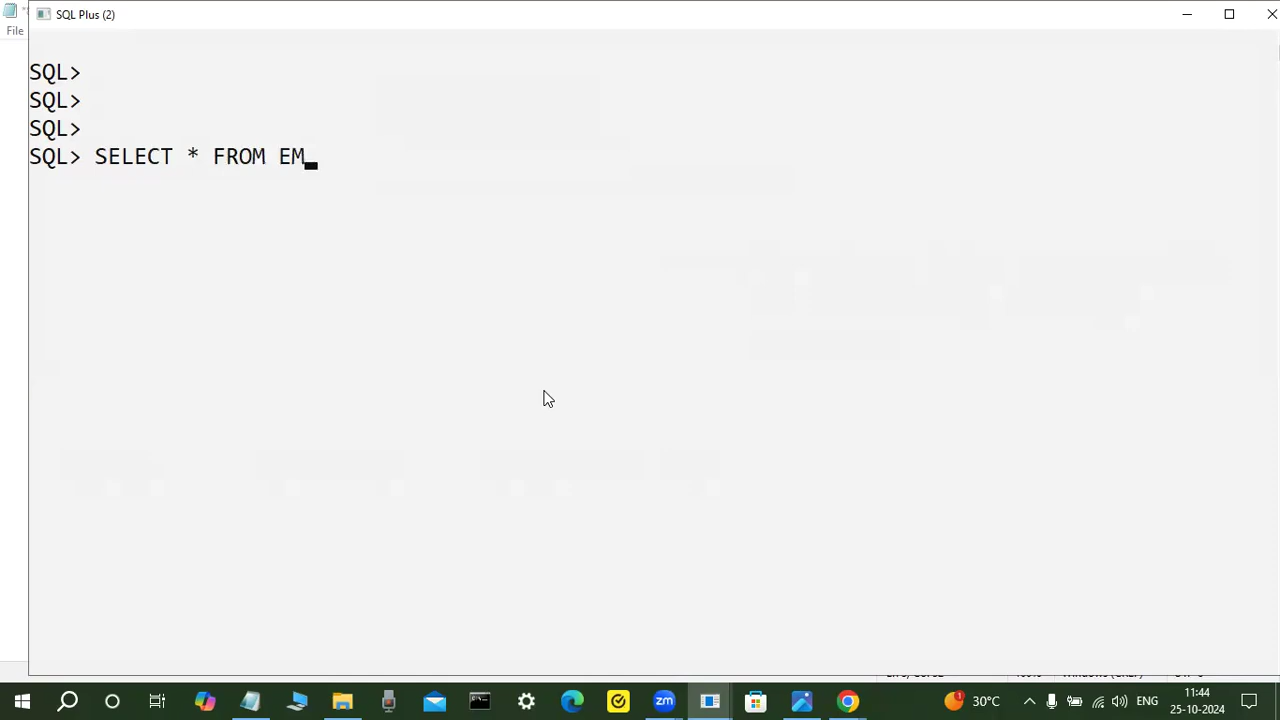 SQL Plus (2)
File
SQL>
SQL>
SQL>
SQL> SELECT * FROM EM
30°C
ENG
11:44
25-10-2024